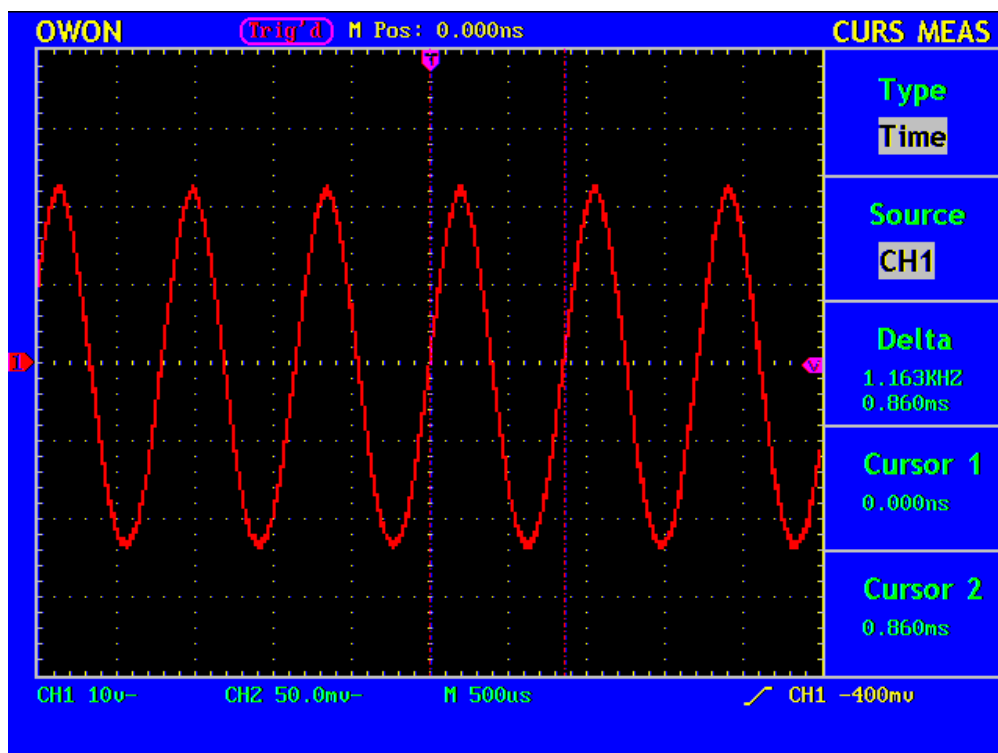 OWON Trig'd M Pos: 0.000ns CURS MEAS
T
Type
Time
Source
CH1
Delta
1.163KHZ
0.860ms
Cursor 1
0.000ns
Cursor 2
0.860ms
1
V
CH1 10v- CH2 50.0mv- M 500us CH1 -400mv